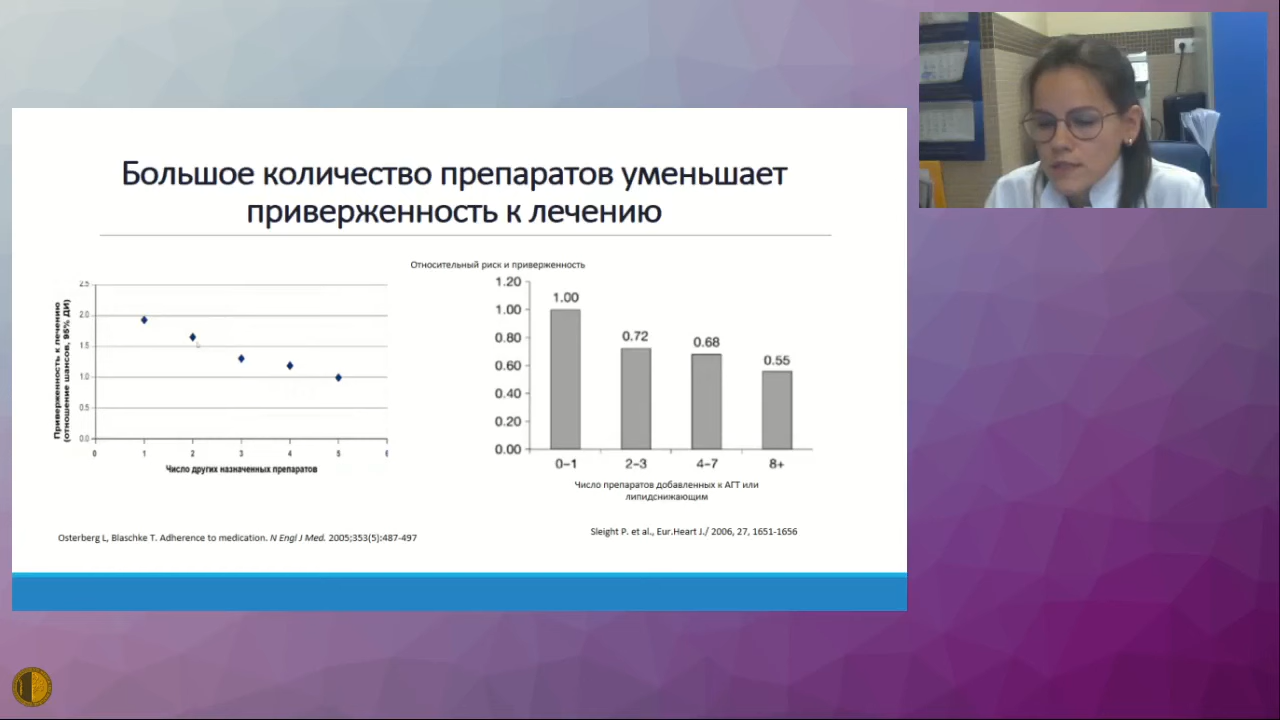 Большое количество препаратов уменьшает
приверженность к лечению
Приверженность к лечению
(отношение шансов, 95% ДИ)
2.5
2.0
1.5
1.0
0.5
0.0
0 1 2 3 4 5 6
Число других назначенных препаратов
Osterberg L, Blaschke T. Adherence to medication. N Engl J Med. 2005;353(5):487-497
Относительный риск и приверженность
1.20
1.00
0.80
0.60
0.40
0.20
0.00
1.00
0.72
0.68
0.55
0–1 2–3 4–7 8+
Число препаратов добавленных к АГТ или
липидснижающим
Sleight P. et al., Eur.Heart J./ 2006, 27, 1651-1656